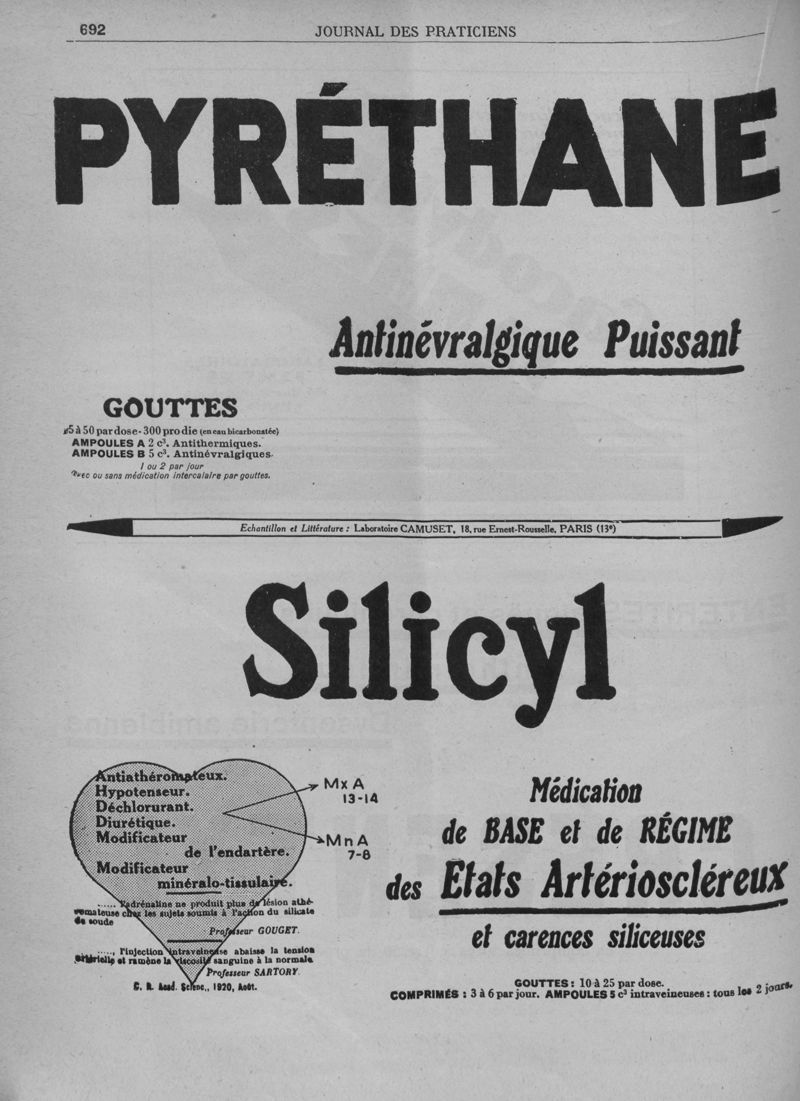 692
JOURNAL DES PRATICIENS
PYRÉTHANE
Antinévralgique Puissant
GOUTTES
25 à 50 par dose - 300 pro die (en eau bicarbonatée)
AMPOULES A 2 c³. Antithermiques.
AMPOULES B 5 c³. Antinévralgiques.
1 ou 2 par jour
Avec ou sans médication intercalaire par gouttes.
Echantillon et Littérature : Laboratoire CAMUSET, 18, rue Ernest-Rousselle, PARIS (13ᵉ)
Silicyl
Antiathéromateux.
Hypotenseur.
Déchlorurant.
Diurétique.
Modificateur
de l'endartère.
Modificateur
minéralo-tissulaire.
MxA
13-14
MnA
7-8
..... l'adrénaline ne produit plus de lésion athé-
romateuse chez les sujets soumis à l'action du silicate
de soude
Professeur GOUGET.
....., l'injection intraveineuse abaisse la tension
artérielle et ramène la viscosité sanguine à la normale
Professeur SARTORY.
C. R. Acad. Scienc., 1920, Août.
Médication
de BASE et de RÉGIME
des Etats Artérioscléreux
et carences siliceuses
GOUTTES : 10 à 25 par dose.
COMPRIMÉS : 3 à 6 par jour. AMPOULES 5 c³ intraveineuses : tous les 2 jours.